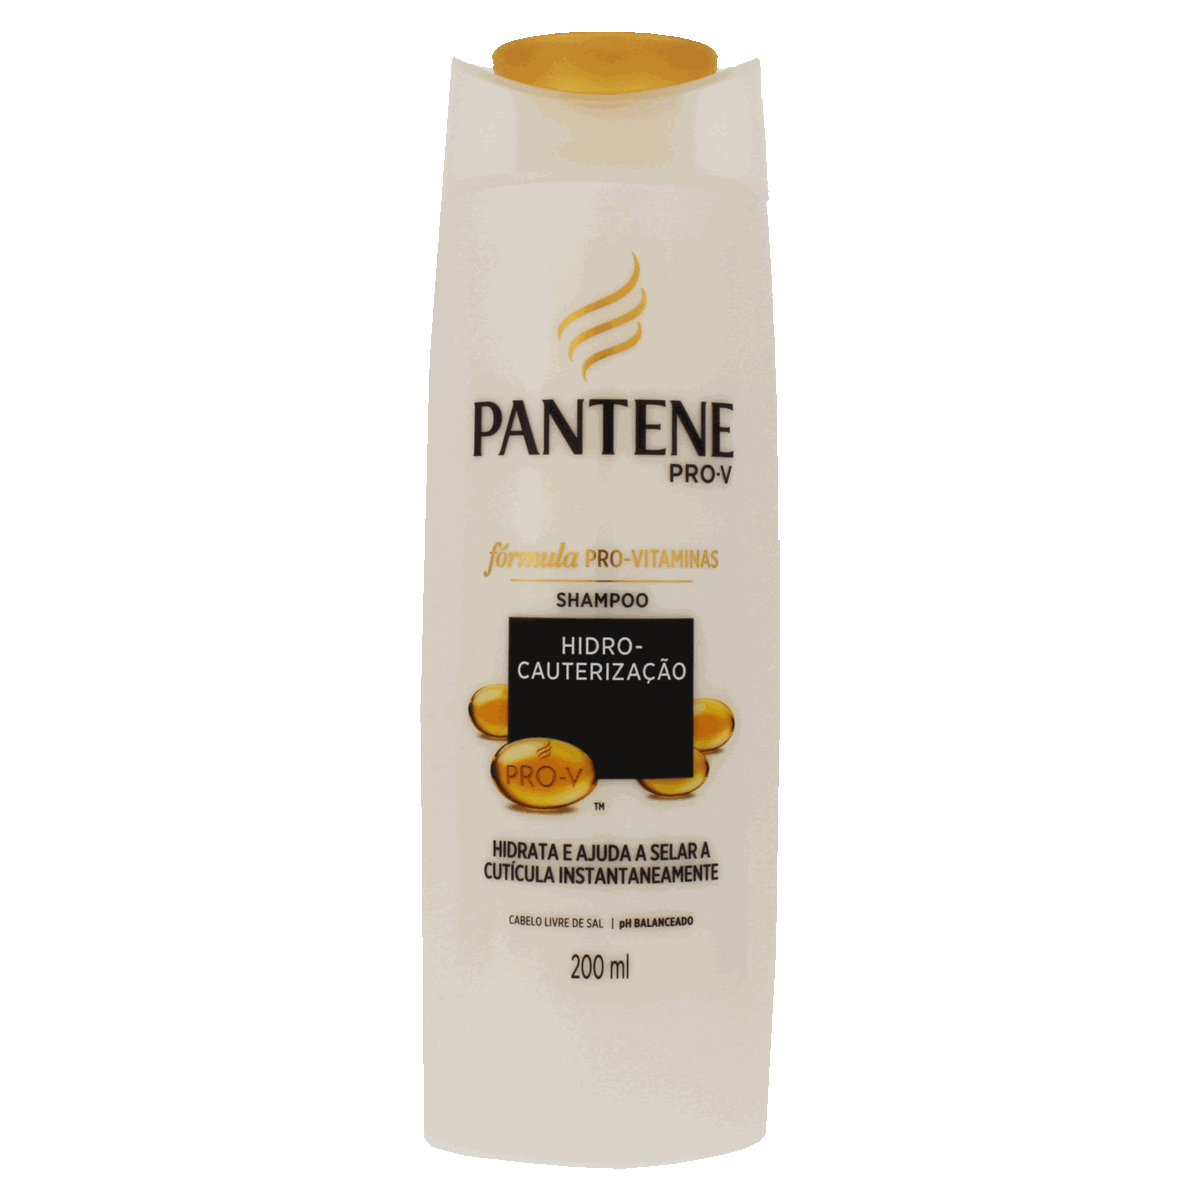 PANTENE
PRO-V
fórmula PRO-VITAMINAS
SHAMPOO
HIDRO-
CAUTERIZAÇÃO
PRO-V
TM
HIDRATA E AJUDA A SELAR A
CUTÍCULA INSTANTANEAMENTE
CABELO LIVRE DE SAL | pH BALANCEADO
200 ml